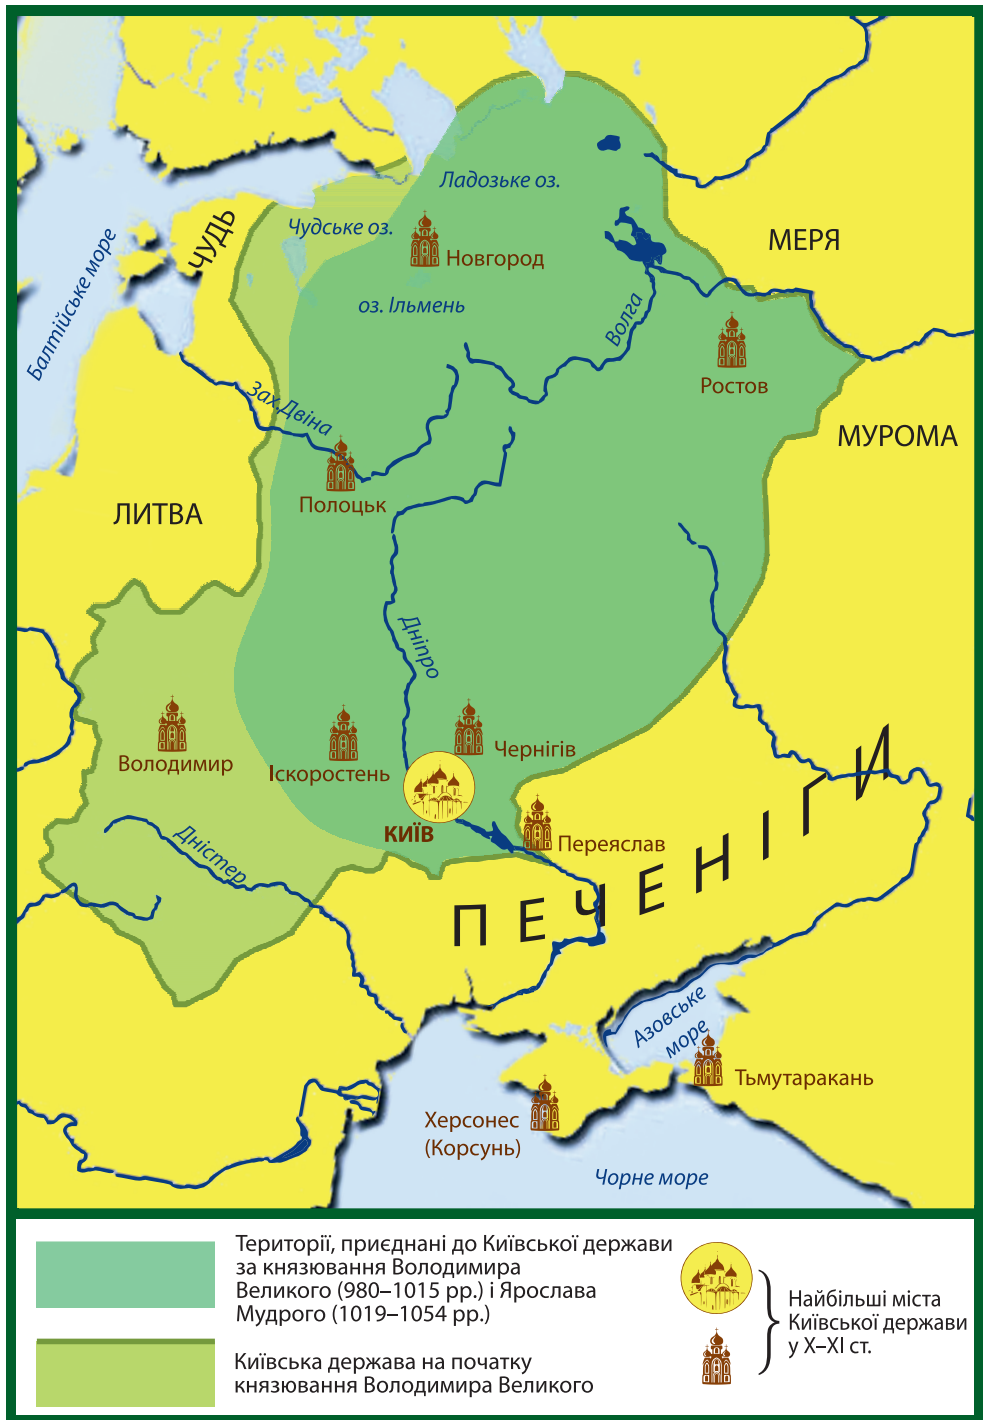 Ладозьке оз.
ЧУДЬ
Чудське оз.
Новгород
МЕРЯ
Балтійське море
оз. Ільмень
Волга
Ростов
Зах.Двіна
МУРОМА
Полоцьк
ЛИТВА
Дніпро
Володимир
Іскоростень
Чернігів
КИЇВ
Переяслав
Дністер
ПЕЧЕНІГИ
Азовське
море
Тьмутаракань
Херсонес
(Корсунь)
Чорне море
Території, приєднані до Київської держави
за князювання Володимира
Великого (980–1015 рр.) і Ярослава
Мудрого (1019–1054 рр.)
Київська держава на початку
князювання Володимира Великого
Найбільші міста
Київської держави
у X–XI ст.